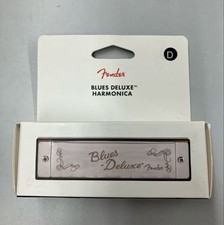 D
Fender
BLUES DELUXE™
HARMONICA
Blues
-Deluxe-
Fender